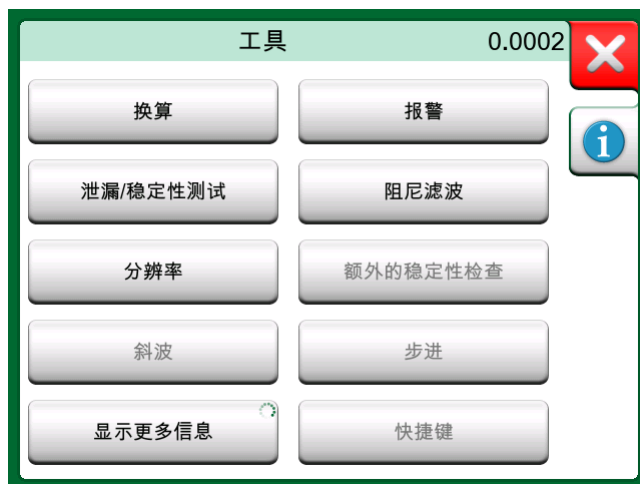 工具 0.0002
换算 报警
泄漏/稳定性测试 阻尼滤波
分辨率 额外的稳定性检查
斜波 步进
显示更多信息 快捷键